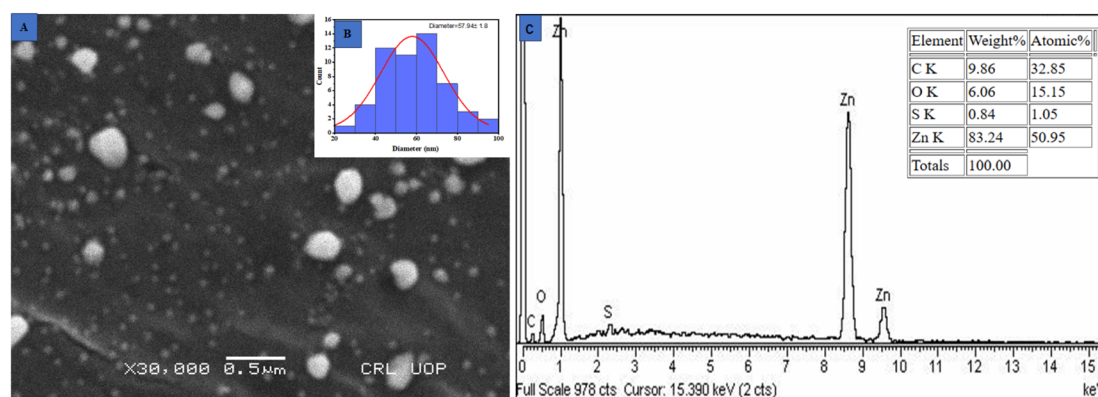 A
X30,000 0.5μm CRL UOP
B
Diameter=57.94± 1.8
Count
16
14
12
10
8
6
4
2
0
20 40 60 80 100
Diameter (nm)
C
Zn
O
C
S
Zn
Zn
Element Weight% Atomic%
C K 9.86 32.85
O K 6.06 15.15
S K 0.84 1.05
Zn K 83.24 50.95
Totals 100.00
0 1 2 3 4 5 6 7 8 9 10 11 12 13 14 15
Full Scale 978 cts Cursor: 15.390 keV (2 cts)